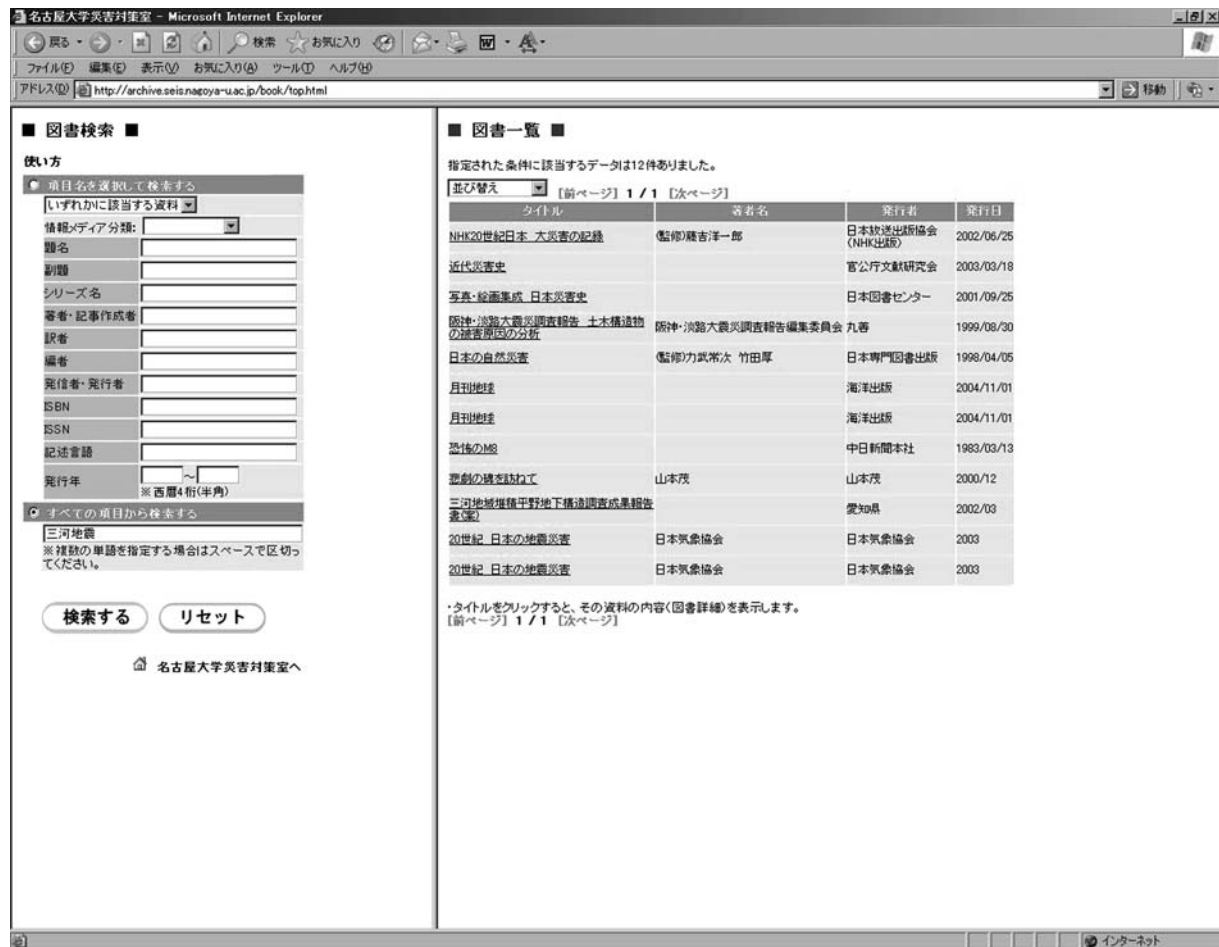 名古屋大学災害対策室 - Microsoft Internet Explorer
戻る 検索 お気に入り
ファイル(F) 編集(E) 表示(V) お気に入り(A) ツール(T) ヘルプ(H)
アドレス(D) http://archive.seis.nagoya-u.ac.jp/book/top.html 移動
■ 図書検索 ■
使い方
項目名を選択して検索する
いずれかに該当する資料
情報メディア分類:
題名
副題
シリーズ名
著者・記事作成者
訳者
編者
発信者・発行者
ISBN
ISSN
記述言語
発行年 ～
※西暦4桁(半角)
すべての項目から検索する
三河地震
※複数の単語を指定する場合はスペースで区切っ
てください。
検索する リセット
名古屋大学災害対策室へ
■ 図書一覧 ■
指定された条件に該当するデータは12件ありました。
並び替え [前ページ] 1 / 1 [次ページ]
タイトル 著者名 発行者 発行日
NHK20世紀日本 大災害の記録 (監修)藤吉洋一郎 日本放送出版協会 2002/06/25
(NHK出版)
近代災害史 官公庁文献研究会 2003/03/18
写真・絵画集成 日本災害史 日本図書センター 2001/09/25
阪神・淡路大震災調査報告 土木構造物 阪神・淡路大震災調査報告編集委員会 丸善 1999/08/30
の被害原因の分析
日本の自然災害 (監修)力武常次 竹田厚 日本専門図書出版 1998/04/05
月刊地球 海洋出版 2004/11/01
月刊地球 海洋出版 2004/11/01
恐怖のM8 中日新聞本社 1983/03/13
悲劇の碑を訪ねて 山本茂 山本茂 2000/12
三河地域堆積平野地下構造調査成果報告 愛知県 2002/03
書(案)
20世紀 日本の地震災害 日本気象協会 日本気象協会 2003
20世紀 日本の地震災害 日本気象協会 日本気象協会 2003
・タイトルをクリックすると、その資料の内容(図書詳細)を表示します。
[前ページ] 1 / 1 [次ページ]
インターネット